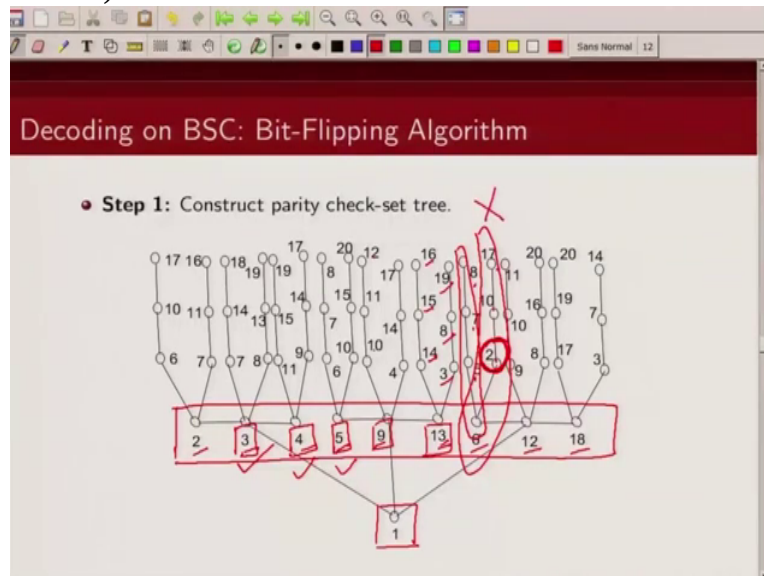 Sans Normal 12
Decoding on BSC: Bit-Flipping Algorithm
Step 1: Construct parity check-set tree.
X
17 16 18 19 19 17 8 20 12 17 16 19 8 17 11 20 20 14
10 11 14 13 15 14 7 15 11 14 15 8 7 10 10 16 19 7
6 7 7 8 11 9 6 10 10 4 14 3 2 9 8 17 3
2 3 4 5 9 13 12 18
1